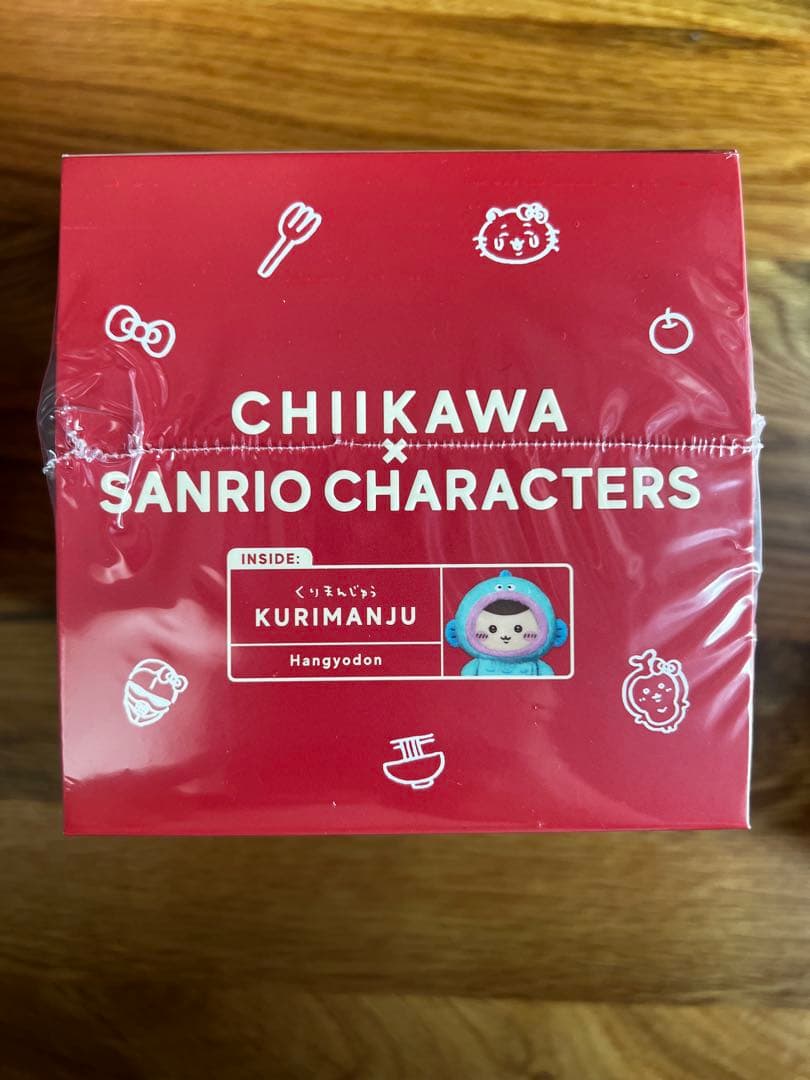 CHIIKAWA
×
SANRIO CHARACTERS
INSIDE:
くりまんじゅう
KURIMANJU
Hangyodon